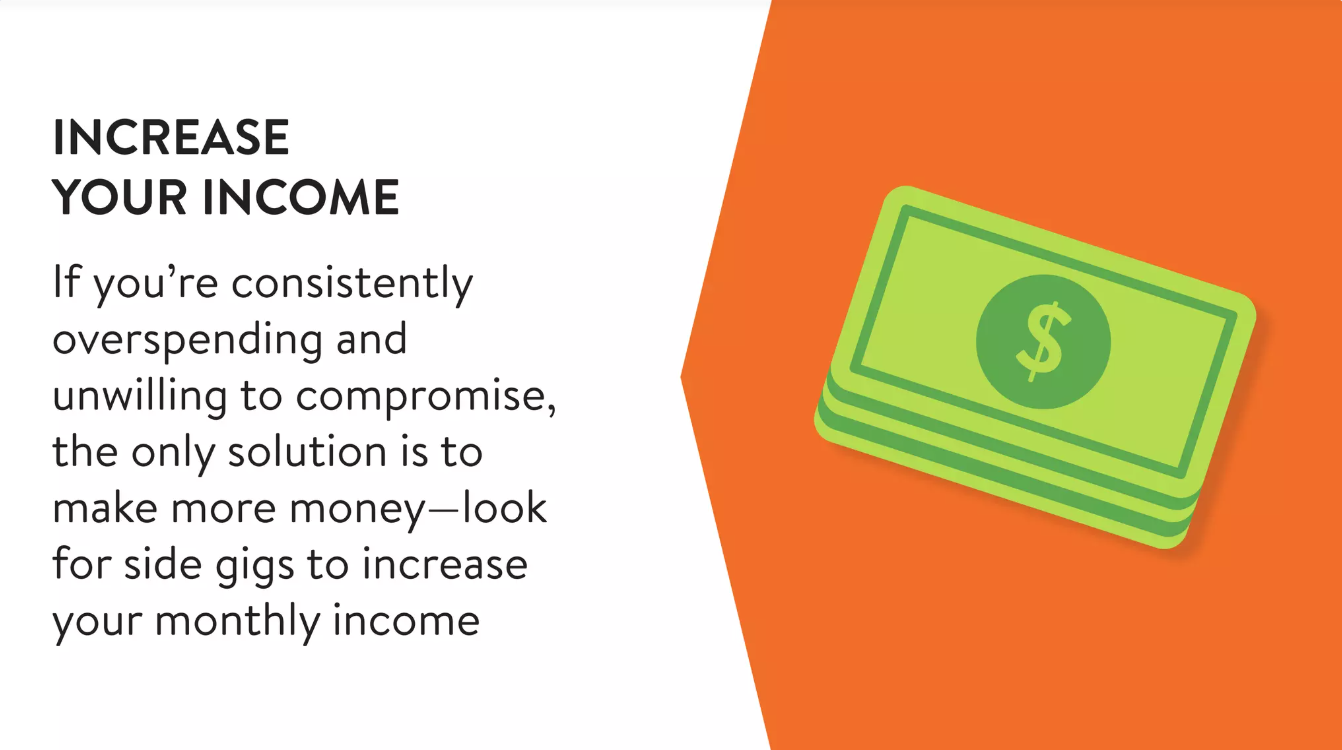 INCREASE
YOUR INCOME
If you’re consistently
overspending and
unwilling to compromise,
the only solution is to
make more money—look
for side gigs to increase
your monthly income
$